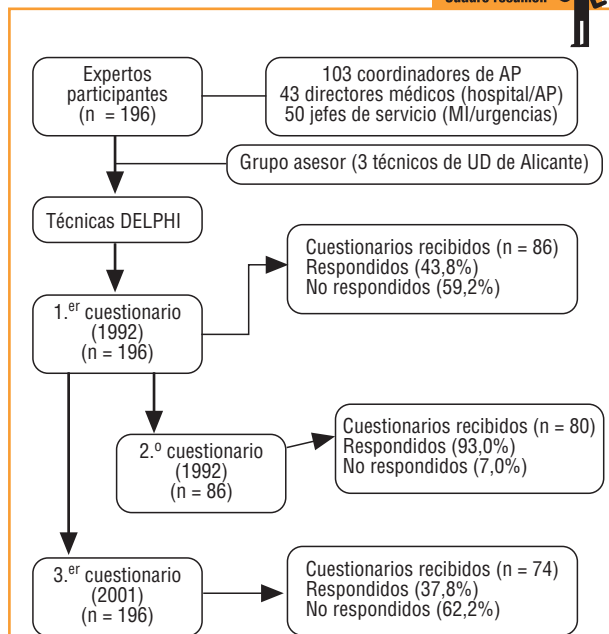 Cuadro resumen
Expertos
participantes
(n = 196)
103 coordinadores de AP
43 directores médicos (hospital/AP)
50 jefes de servicio (MI/urgencias)
Grupo asesor (3 técnicos de UD de Alicante)
Técnicas DELPHI
Cuestionarios recibidos (n = 86)
Respondidos (43,8%)
No respondidos (59,2%)
1.er cuestionario
(1992)
(n = 196)
Cuestionarios recibidos (n = 80)
Respondidos (93,0%)
No respondidos (7,0%)
2.º cuestionario
(1992)
(n = 86)
3.er cuestionario
(2001)
(n = 196)
Cuestionarios recibidos (n = 74)
Respondidos (37,8%)
No respondidos (62,2%)